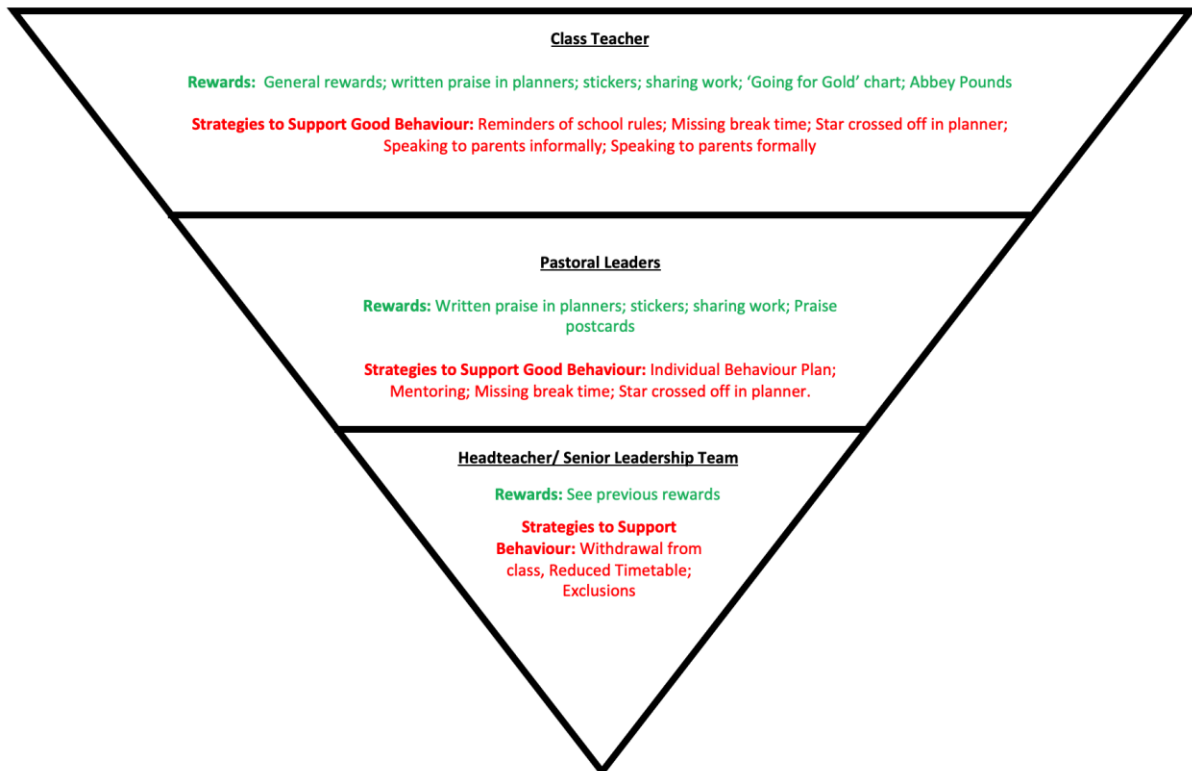 Class Teacher
Rewards: General rewards; written praise in planners; stickers; sharing work; ‘Going for Gold’ chart; Abbey Pounds
Strategies to Support Good Behaviour: Reminders of school rules; Missing break time; Star crossed off in planner;
Speaking to parents informally; Speaking to parents formally
Pastoral Leaders
Rewards: Written praise in planners; stickers; sharing work; Praise
postcards
Strategies to Support Good Behaviour: Individual Behaviour Plan;
Mentoring; Missing break time; Star crossed off in planner.
Headteacher/ Senior Leadership Team
Rewards: See previous rewards
Strategies to Support
Behaviour: Withdrawal from
class, Reduced Timetable;
Exclusions